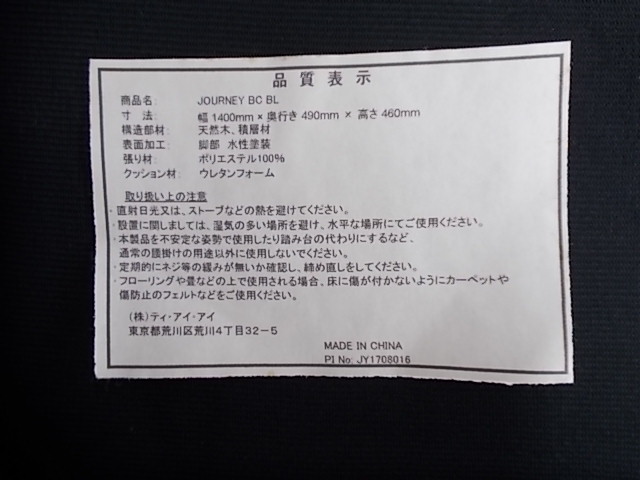 品質表示
商品名: JOURNEY BC BL
寸 法: 幅 1400mm × 奥行き 490mm × 高さ 460mm
構造部材: 天然木、積層材
表面加工: 脚部 水性塗装
張り材: ポリエステル100%
クッション材: ウレタンフォーム
取り扱い上の注意
・直射日光又は、ストーブなどの熱を避けてください。
・設置に関しましては、湿気の多い場所を避け、水平な場所にてご使用ください。
・本製品を不安定な姿勢で使用したり踏み台の代わりにするなど、
通常の腰掛けの用途以外に使用しないでください。
・定期的にネジ等の緩みが無いか確認し、締め直しをしてください。
・フローリングや畳などの上で使用される場合、床に傷が付かないようにカーペットや
傷防止のフェルトなどをご使用ください。
(株)ティ・アイ・アイ
東京都荒川区荒川4丁目32-5
MADE IN CHINA
PI No: JY1708016